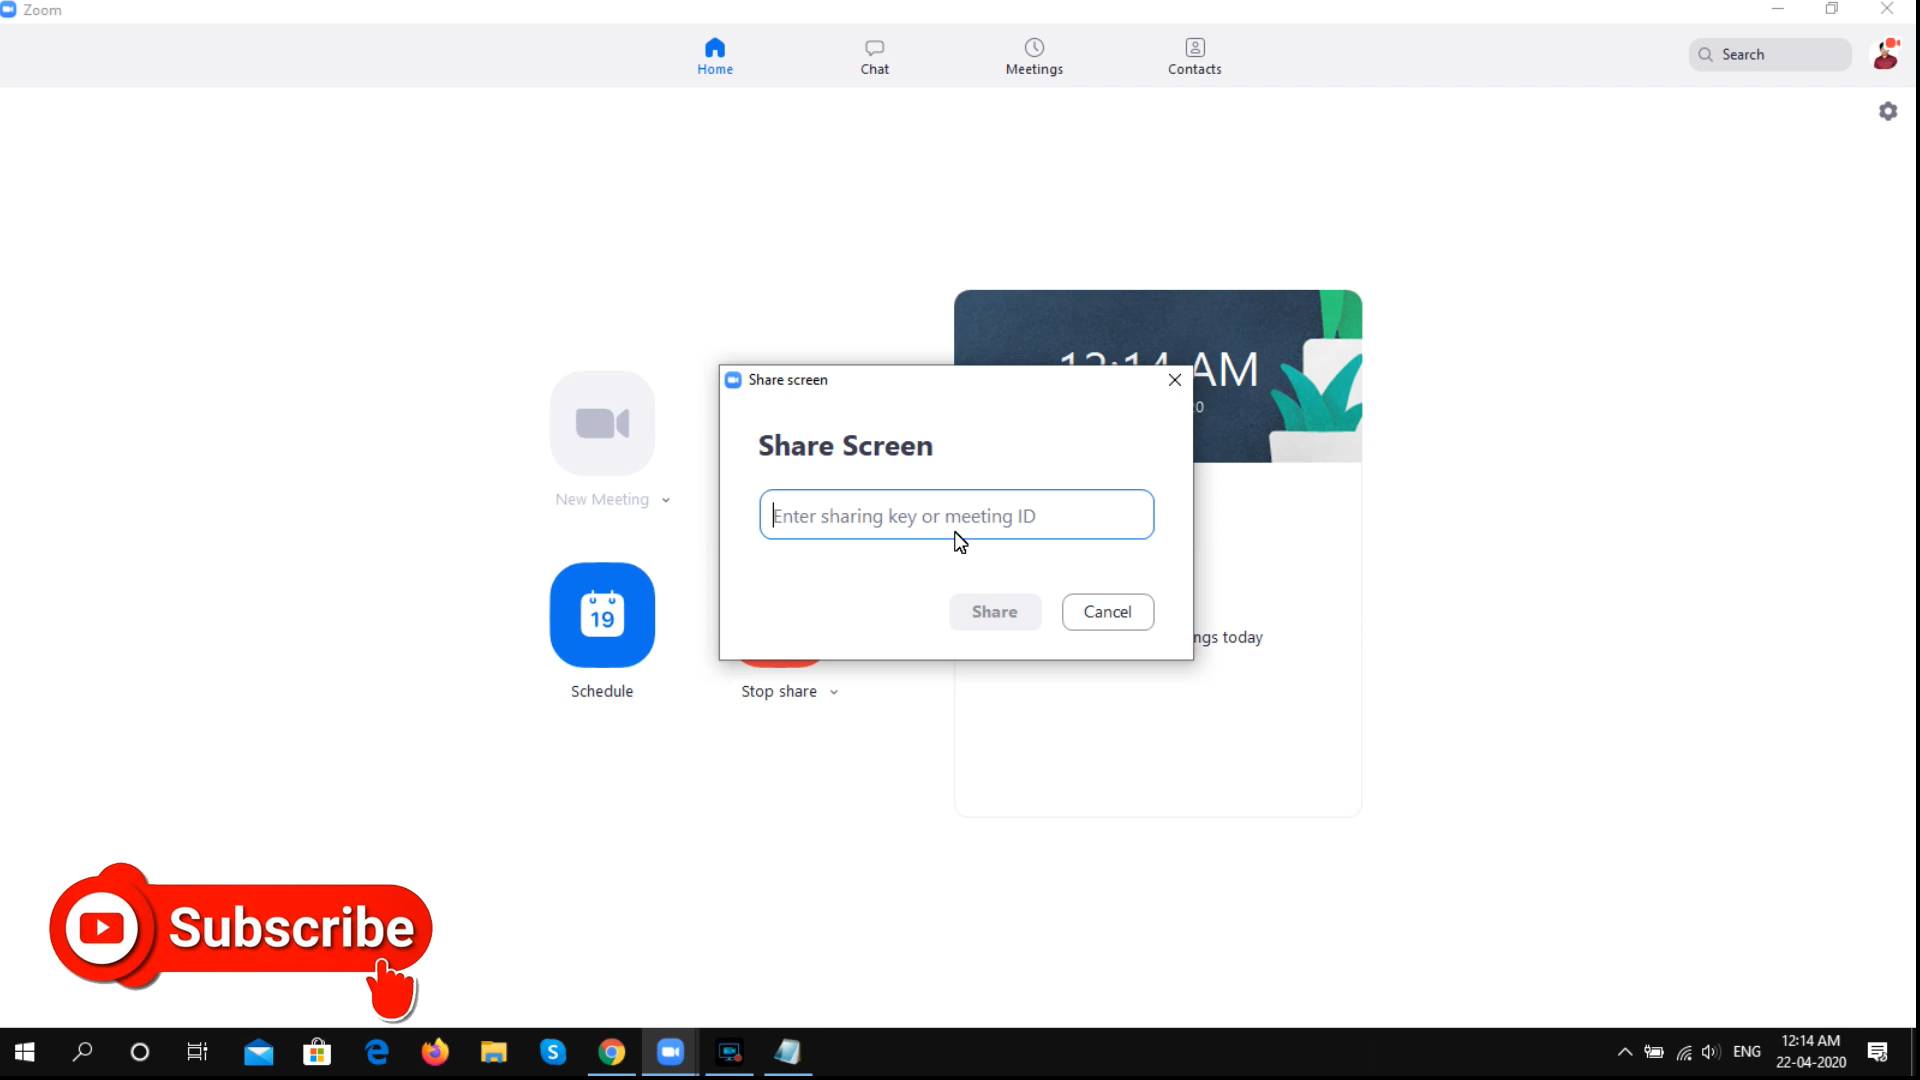 Zoom
Home
Chat
Meetings
Contacts
Search
AM
Share screen
Share Screen
Enter sharing key or meeting ID
Share
Cancel
New Meeting
19
Schedule
Stop share
ngs today
Subscribe
ENG
12:14 AM
22-04-2020